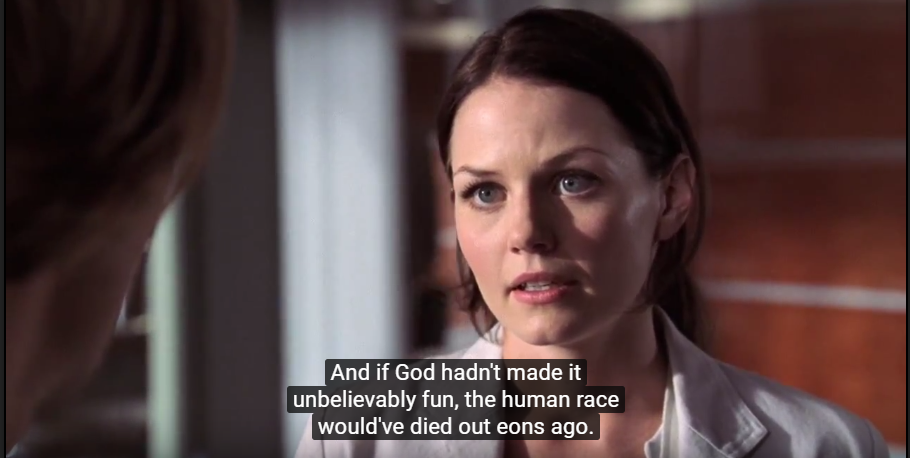 And if God hadn't made it
unbelievably fun, the human race
would've died out eons ago.